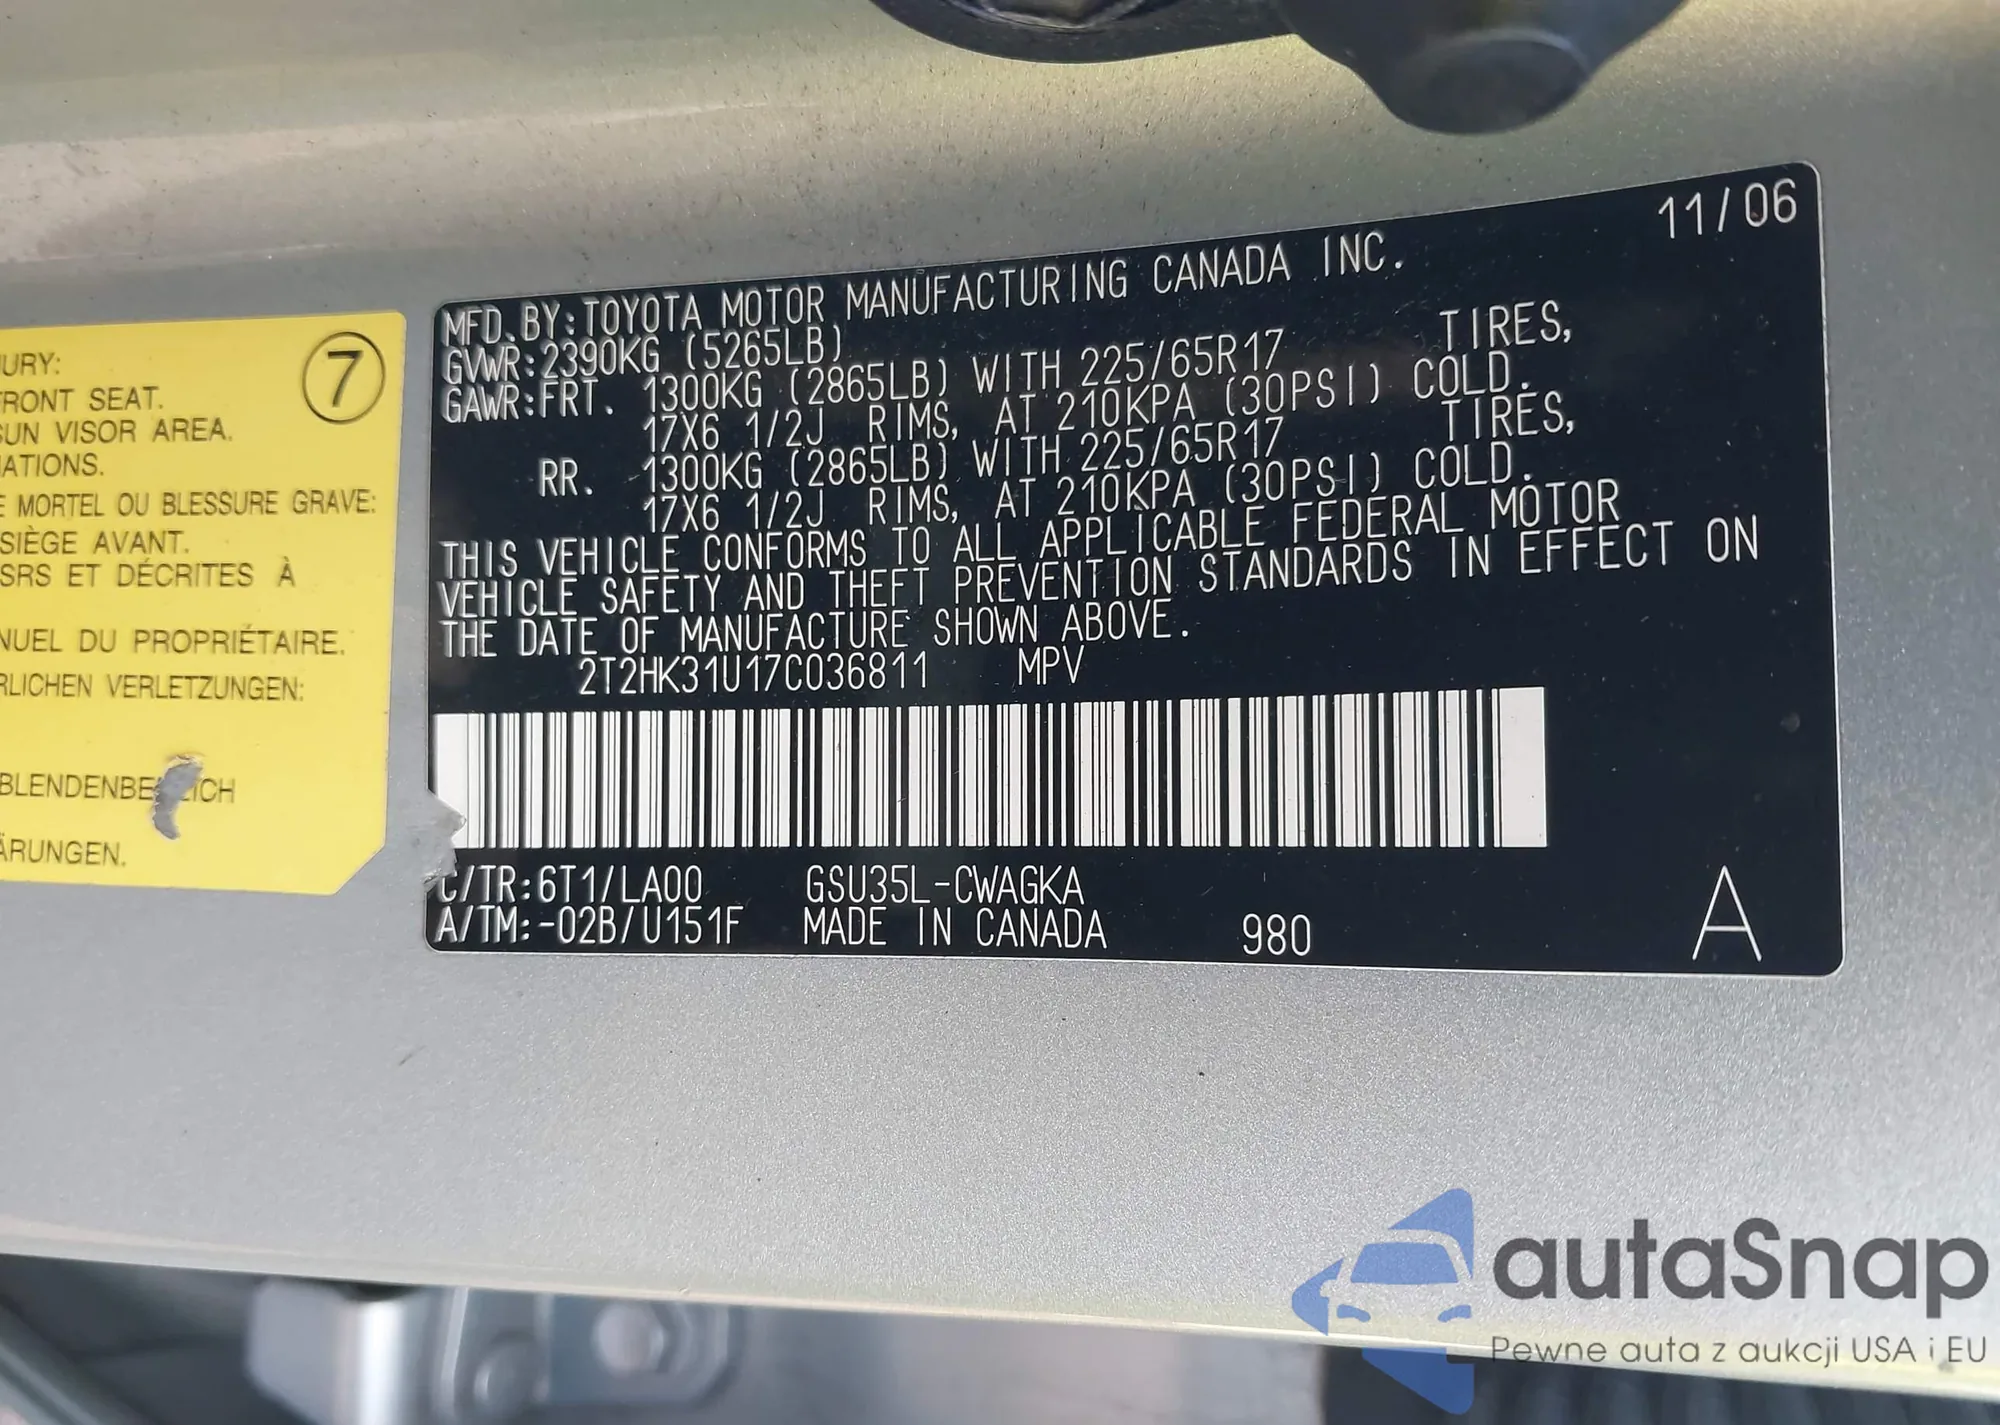 JURY:
7
FRONT SEAT.
SUN VISOR AREA.
MORTEL OU BLESSURE GRAVE:
SIÈGE AVANT.
SRS ET DÉCRITES À
DU PROPRIÉTAIRE.
VERLETZUNGEN:
11/06
MFD. BY: TOYOTA MOTOR MANUFACTURING CANADA INC.
GVWR: 2390KG (5265LB)
GAWR: FRT. 1300KG (2865LB) WITH 225/65R17 TIRES,
17X6 1/2J RIMS, AT 210KPA (30PSI) COLD.
RR. 1300KG (2865LB) WITH 225/65R17 TIRES,
17X6 1/2J RIMS, AT 210KPA (30PSI) COLD.
THIS VEHICLE CONFORMS TO ALL APPLICABLE FEDERAL MOTOR
VEHICLE SAFETY AND THEFT PREVENTION STANDARDS IN EFFECT ON
THE DATE OF MANUFACTURE SHOWN ABOVE.
2T2HK31U17C036811 MPV
C/TR: 6T1/LA00 GSU35L-CWAGKA
A/TM: -02B/U151F MADE IN CANADA 980 A
autaSnap
Pewne auta z aukcji USA i EU